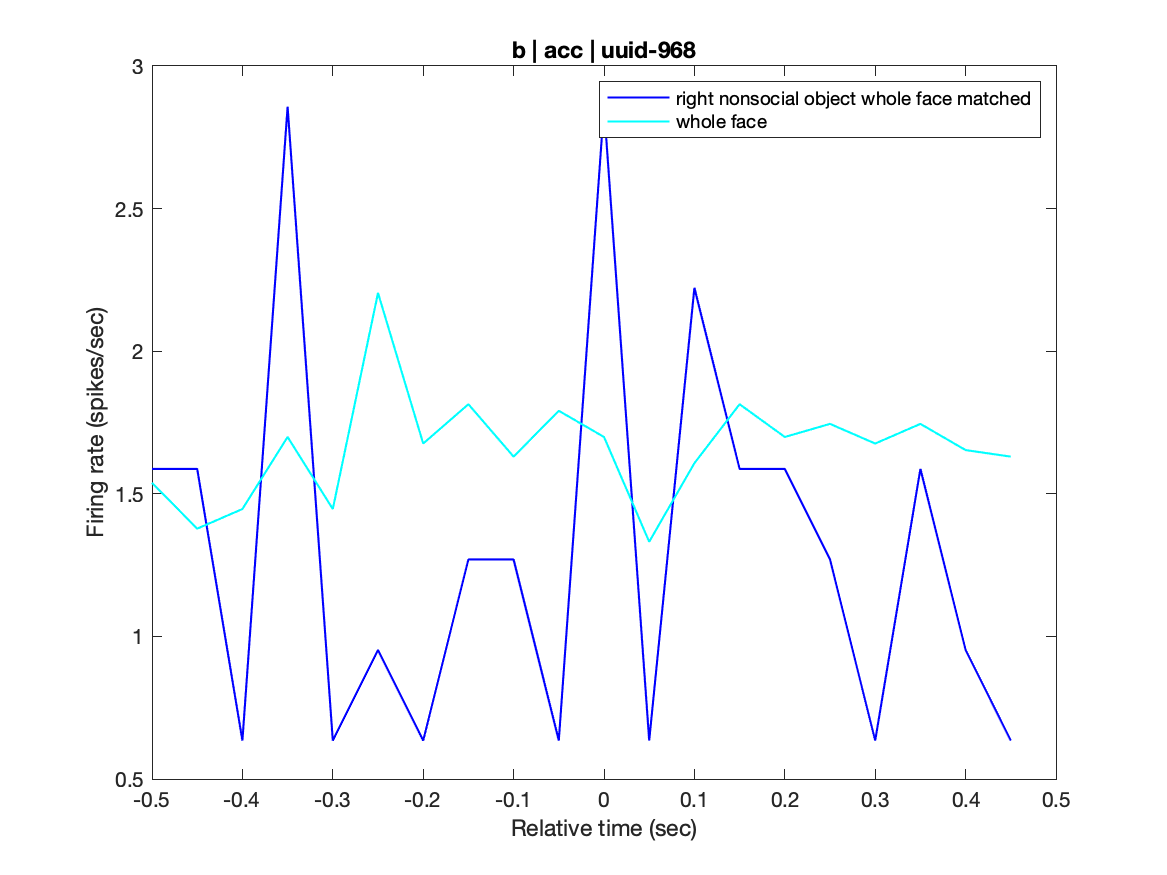 b | acc | uuid-968
right nonsocial object whole face matched
whole face
Firing rate (spikes/sec)
3
2.5
2
1.5
1
0.5
-0.5 -0.4 -0.3 -0.2 -0.1 0 0.1 0.2 0.3 0.4 0.5
Relative time (sec)